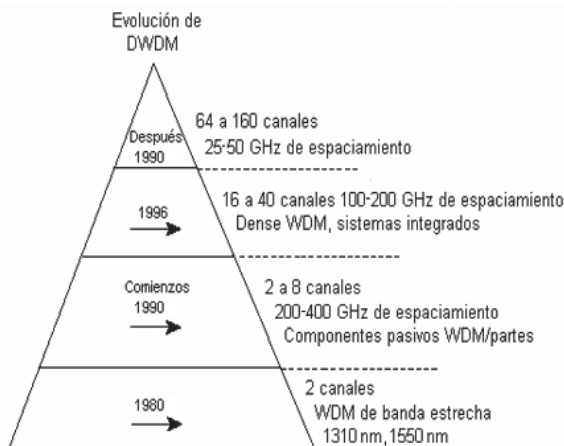 Evolución de
DWDM
Después
1990
64 a 160 canales
25-50 GHz de espaciamiento
1996
16 a 40 canales 100-200 GHz de espaciamiento
Dense WDM, sistemas integrados
Comienzos
1990
2 a 8 canales
200-400 GHz de espaciamiento
Componentes pasivos WDM/partes
1980
2 canales
WDM de banda estrecha
1310 nm,1550 nm